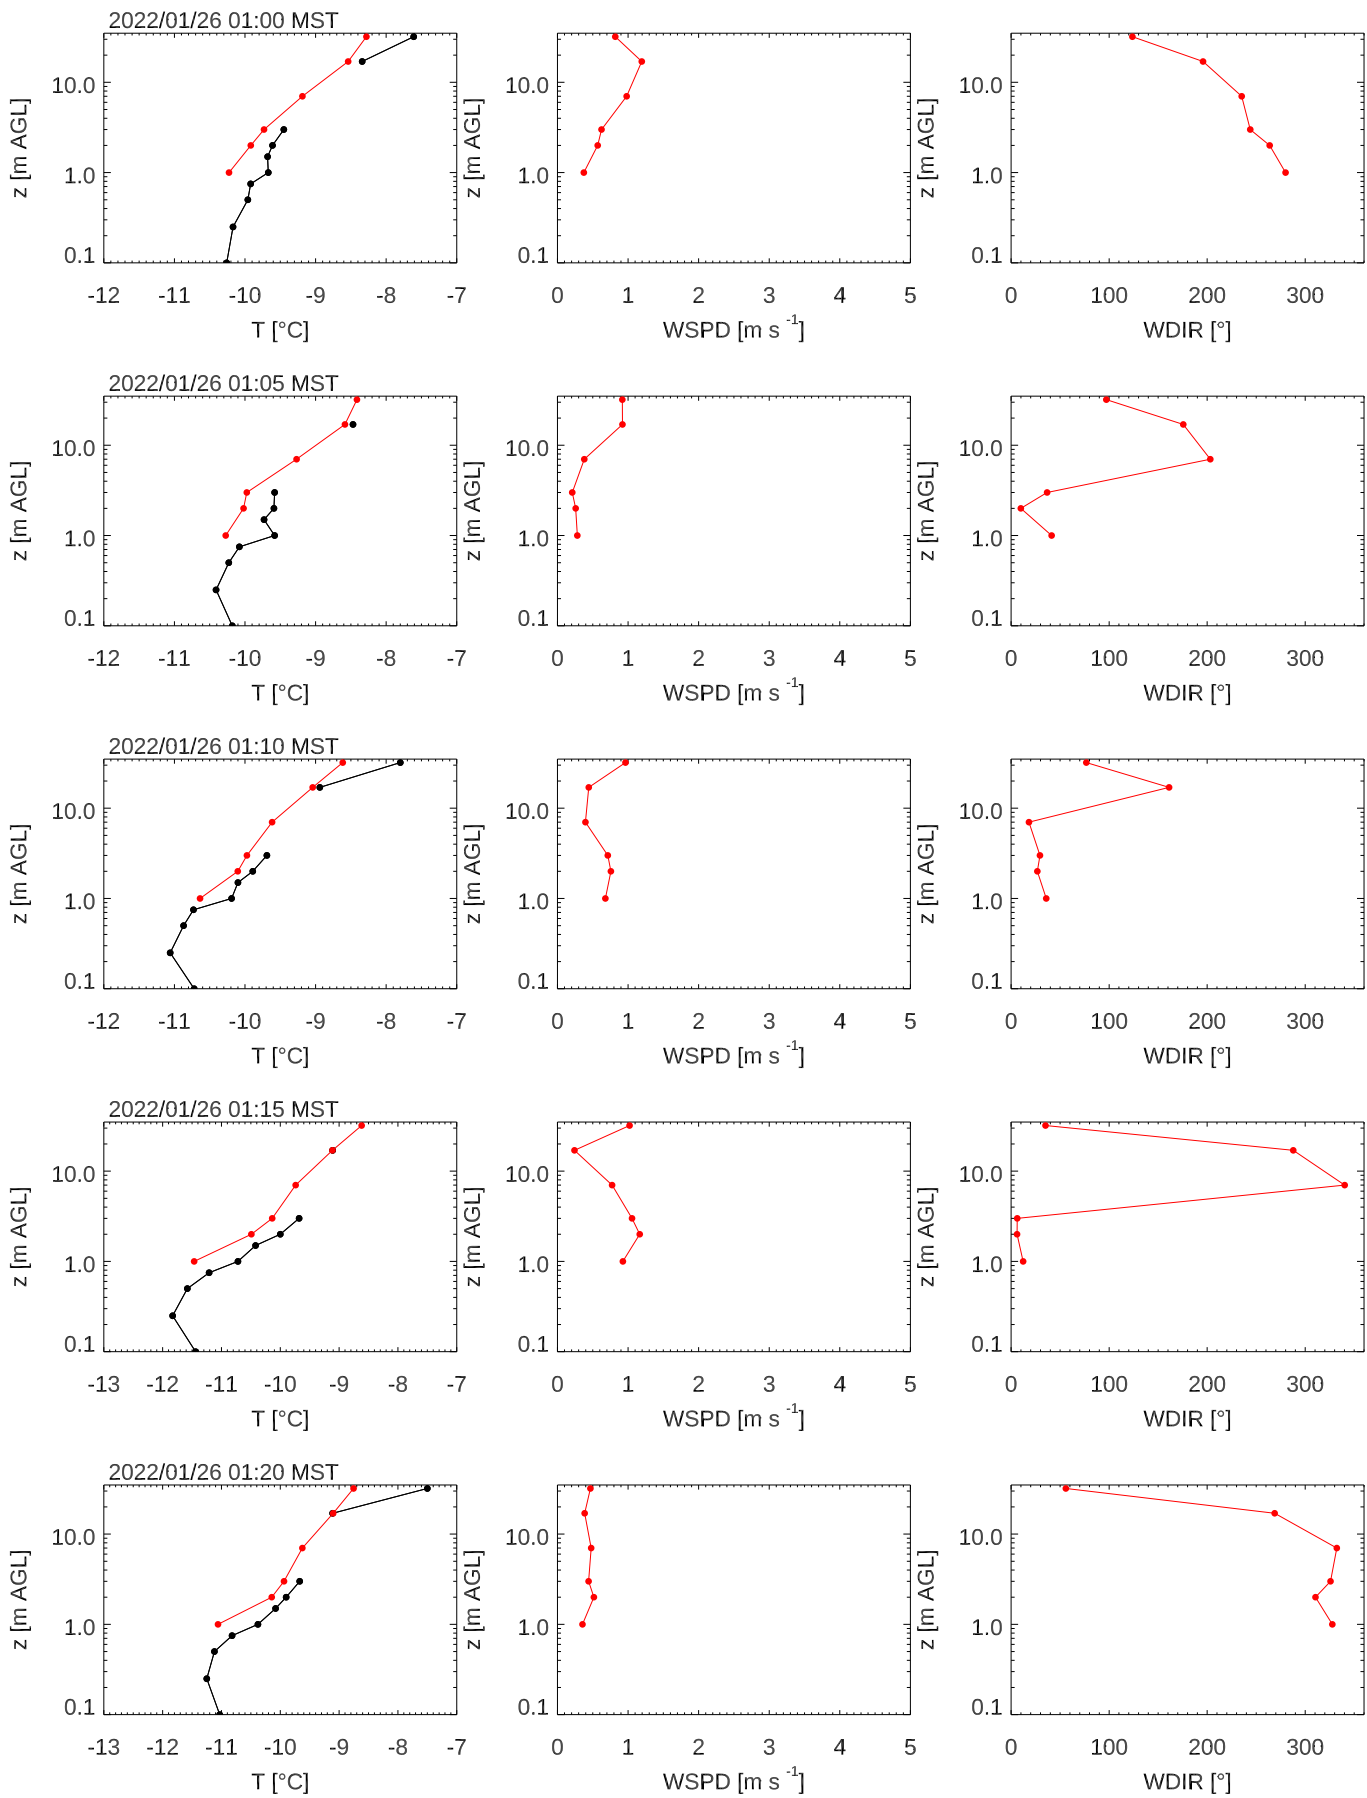 2022/01/26 01:00 MST
z [m AGL] 10.0 1.0 0.1
-12 -11 -10 -9 -8 -7
T [°C]
z [m AGL] 10.0 1.0 0.1
0 1 2 3 4 5
WSPD [m s -1]
z [m AGL] 10.0 1.0 0.1
0 100 200 300
WDIR [°]
2022/01/26 01:05 MST
z [m AGL] 10.0 1.0 0.1
-12 -11 -10 -9 -8 -7
T [°C]
z [m AGL] 10.0 1.0 0.1
0 1 2 3 4 5
WSPD [m s -1]
z [m AGL] 10.0 1.0 0.1
0 100 200 300
WDIR [°]
2022/01/26 01:10 MST
z [m AGL] 10.0 1.0 0.1
-12 -11 -10 -9 -8 -7
T [°C]
z [m AGL] 10.0 1.0 0.1
0 1 2 3 4 5
WSPD [m s -1]
z [m AGL] 10.0 1.0 0.1
0 100 200 300
WDIR [°]
2022/01/26 01:15 MST
z [m AGL] 10.0 1.0 0.1
-13 -12 -11 -10 -9 -8 -7
T [°C]
z [m AGL] 10.0 1.0 0.1
0 1 2 3 4 5
WSPD [m s -1]
z [m AGL] 10.0 1.0 0.1
0 100 200 300
WDIR [°]
2022/01/26 01:20 MST
z [m AGL] 10.0 1.0 0.1
-13 -12 -11 -10 -9 -8 -7
T [°C]
z [m AGL] 10.0 1.0 0.1
0 1 2 3 4 5
WSPD [m s -1]
z [m AGL] 10.0 1.0 0.1
0 100 200 300
WDIR [°]